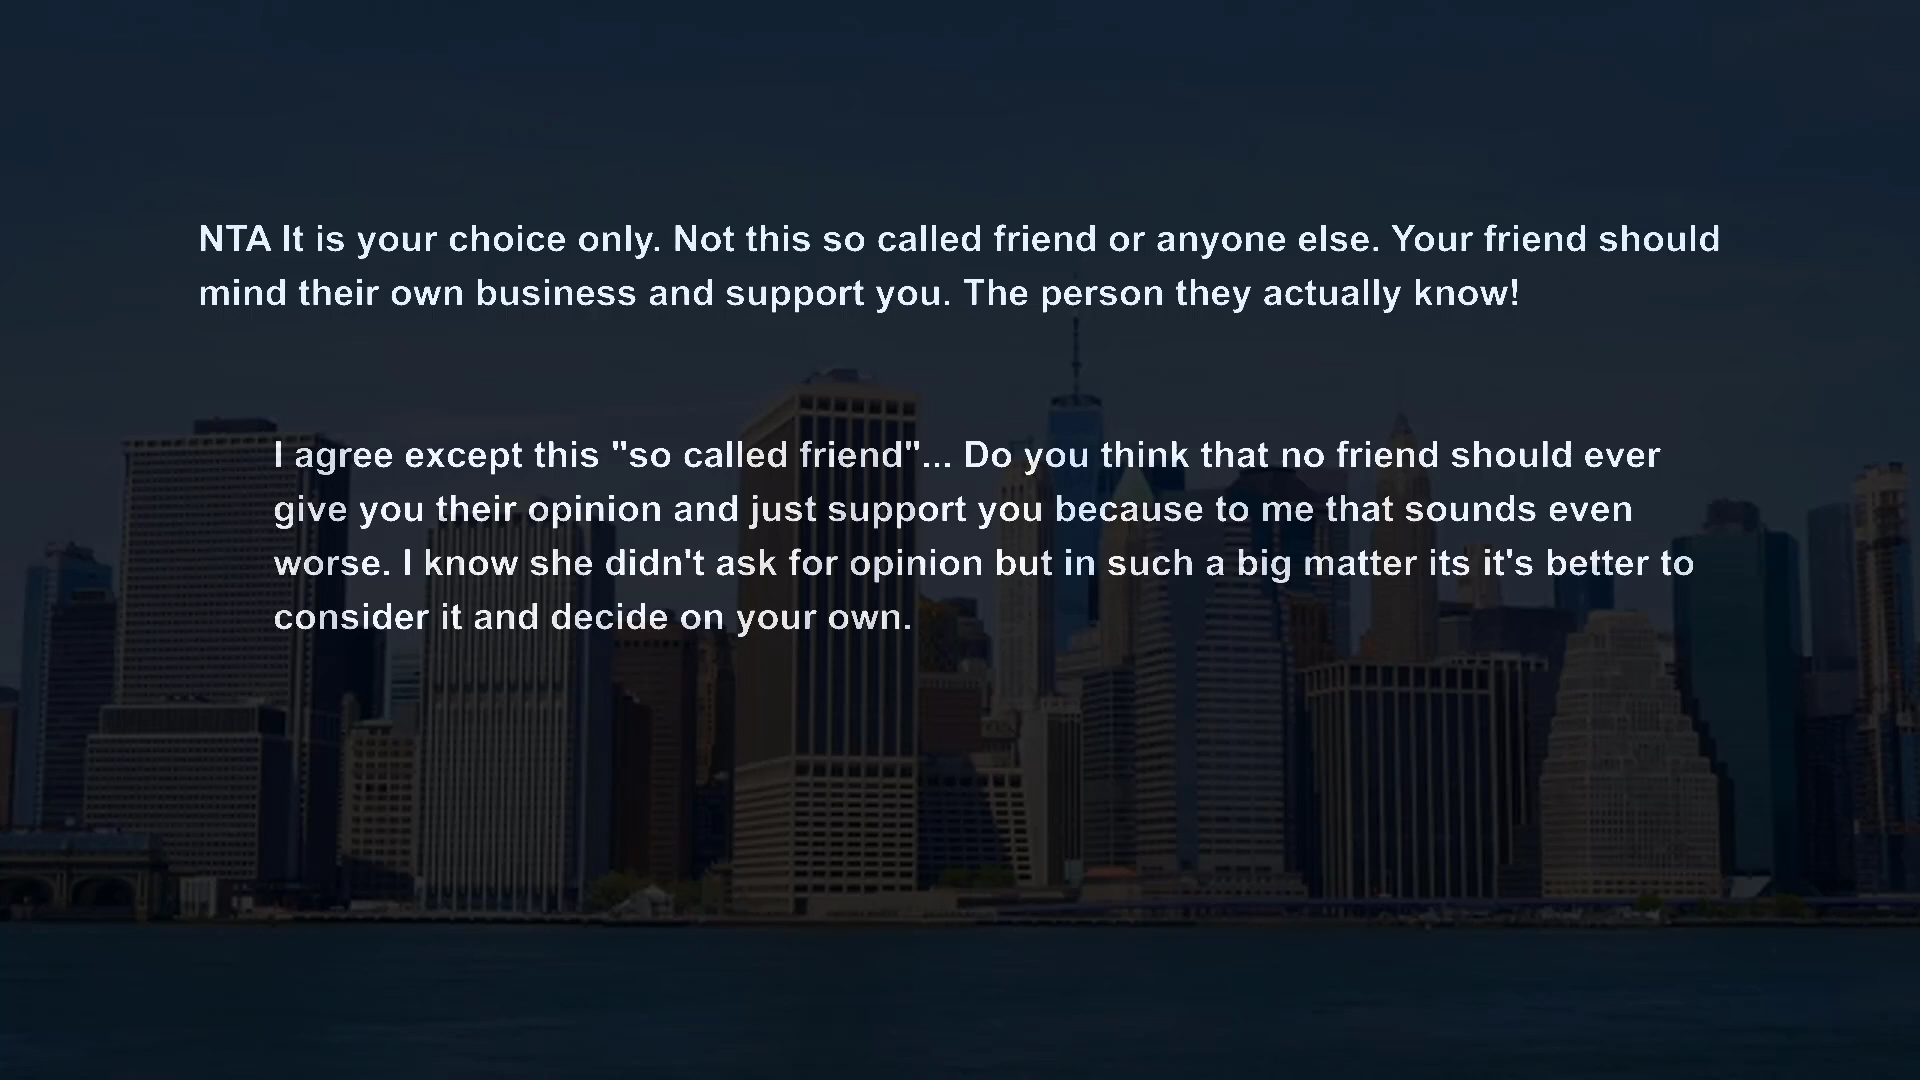 NTA It is your choice only. Not this so called friend or anyone else. Your friend should
mind their own business and support you. The person they actually know!
I agree except this "so called friend"... Do you think that no friend should ever
give you their opinion and just support you because to me that sounds even
worse. I know she didn't ask for opinion but in such a big matter its it's better to
consider it and decide on your own.